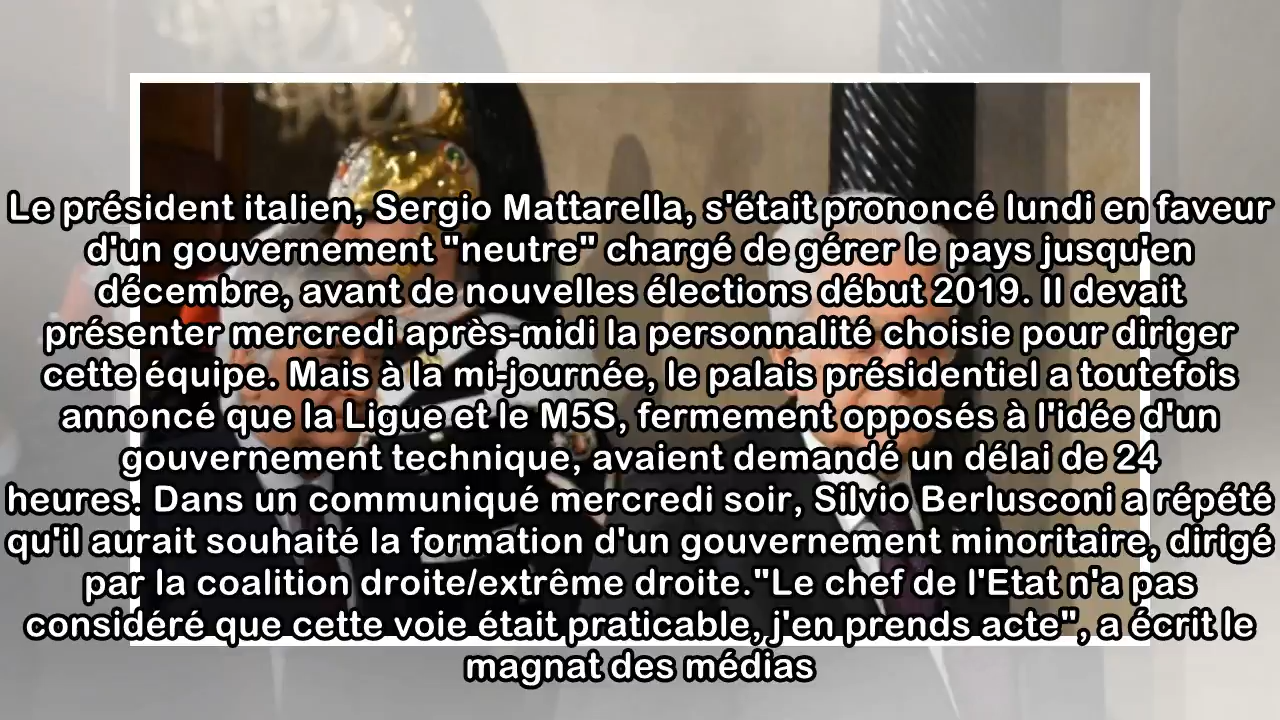 Le président italien, Sergio Mattarella, s'était prononcé lundi en faveur
d'un gouvernement "neutre" chargé de gérer le pays jusqu'en
décembre, avant de nouvelles élections début 2019. Il devait
présenter mercredi après-midi la personnalité choisie pour diriger
cette équipe. Mais à la mi-journée, le palais présidentiel a toutefois
annoncé que la Ligue et le M5S, fermement opposés à l'idée d'un
gouvernement technique, avaient demandé un délai de 24
heures. Dans un communiqué mercredi soir, Silvio Berlusconi a répété
qu'il aurait souhaité la formation d'un gouvernement minoritaire, dirigé
par la coalition droite/extrême droite."Le chef de l'Etat n'a pas
considéré que cette voie était praticable, j'en prends acte", a écrit le
magnat des médias